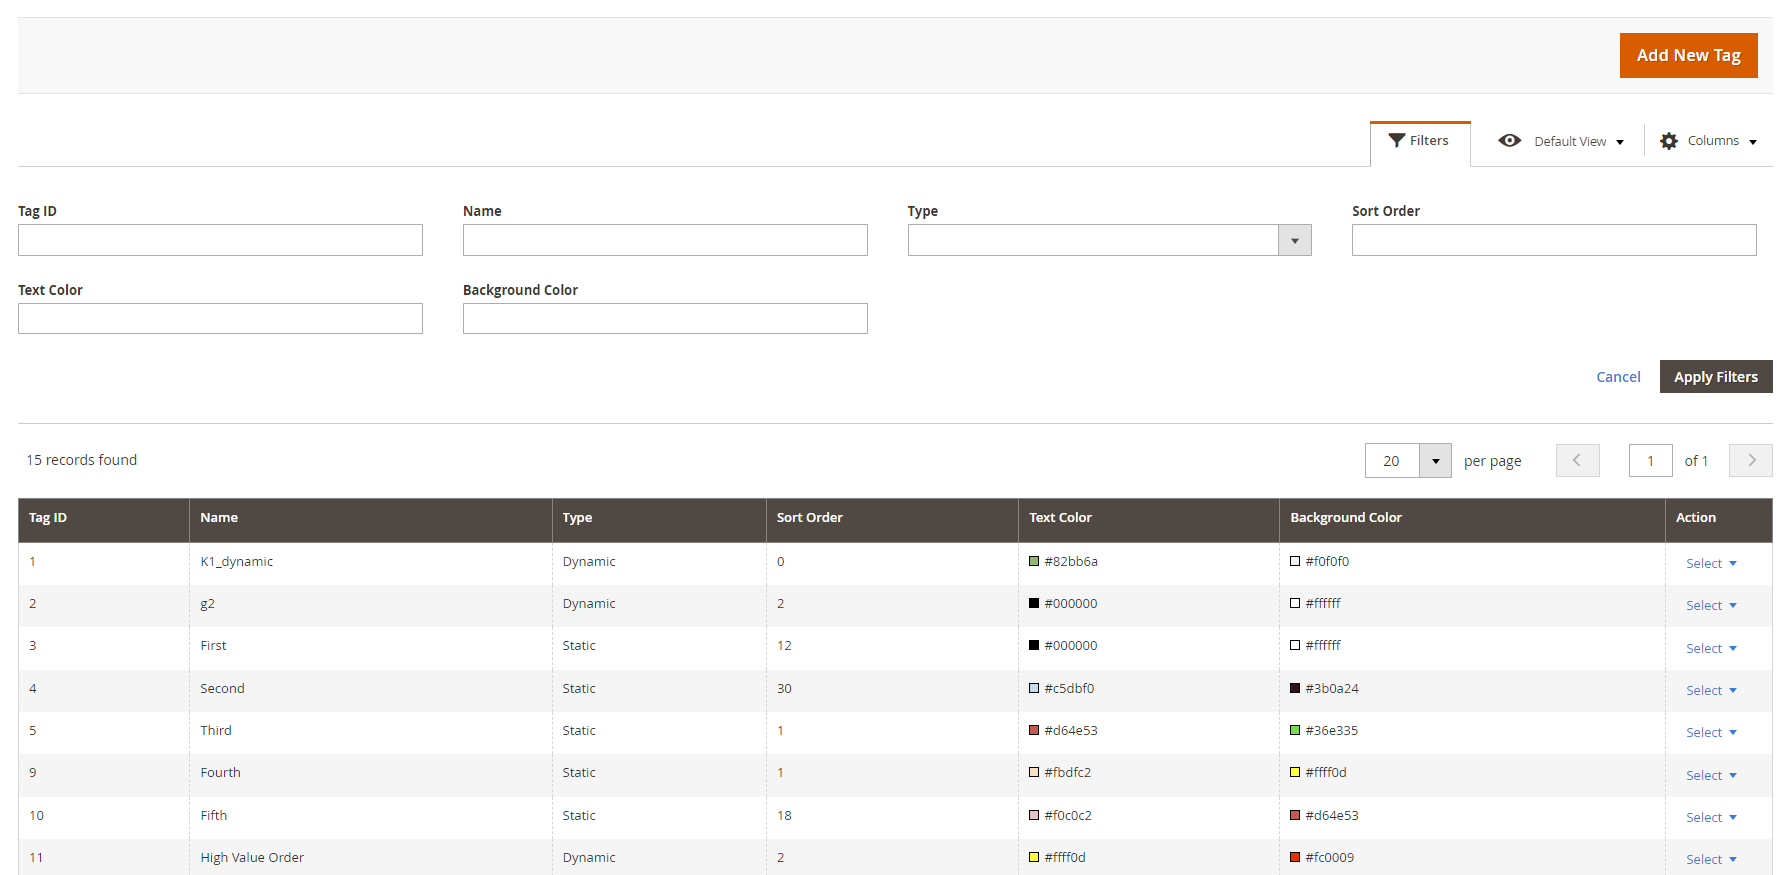 Add New Tag
Filters Default View Columns
Tag ID Name Type Sort Order
Text Color Background Color
Cancel Apply Filters
15 records found 20 per page 1 of 1
Tag ID Name Type Sort Order Text Color Background Color Action
1 K1_dynamic Dynamic 0 #82bb6a #f0f0f0 Select
2 g2 Dynamic 2 #000000 #ffffff Select
3 First Static 12 #000000 #ffffff Select
4 Second Static 30 #c5dbf0 #3b0a24 Select
5 Third Static 1 #d64e53 #36e335 Select
9 Fourth Static 1 #fbdfc2 #ffff0d Select
10 Fifth Static 18 #f0c0c2 #d64e53 Select
11 High Value Order Dynamic 2 #ffff0d #fc0009 Select